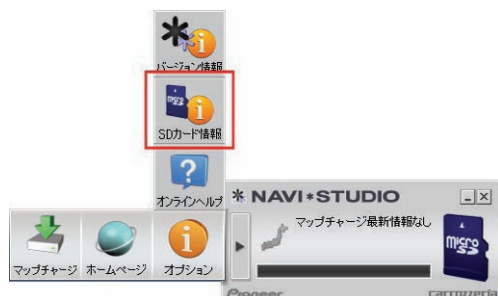 バージョン情報
micro SD
SDカード情報
オンラインヘルプ
マップチャージ ホームページ オプション
* NAVI*STUDIO
マップチャージ最新情報なし
micro
Pioneer carrozzeria